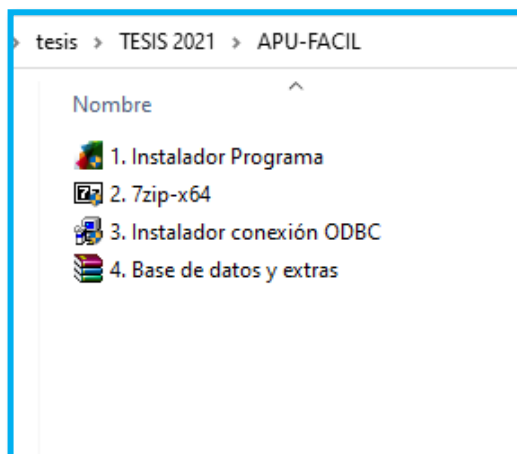 tesis > TESIS 2021 > APU-FACIL
Nombre
1. Instalador Programa
2. 7zip-x64
3. Instalador conexión ODBC
4. Base de datos y extras